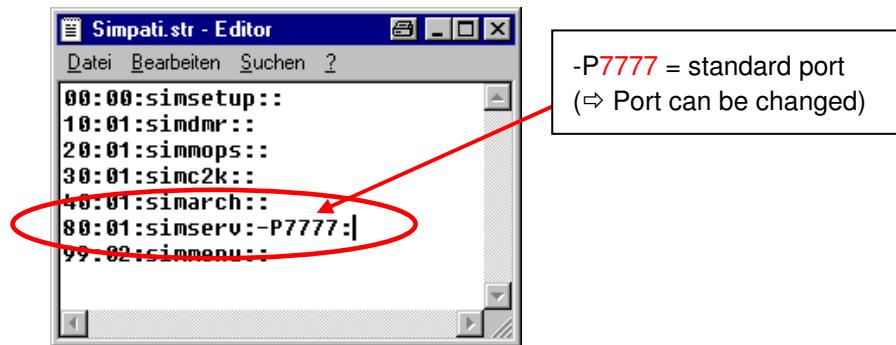 Simpati.str - Editor
Datei Bearbeiten Suchen ?
00:00:simsetup::
10:01:simdmr::
20:01:simmops::
30:01:simc2k::
40:01:simarch::
80:01:simserv:-P7777:
99:02:simmenu::
-P7777 = standard port
(⇨ Port can be changed)